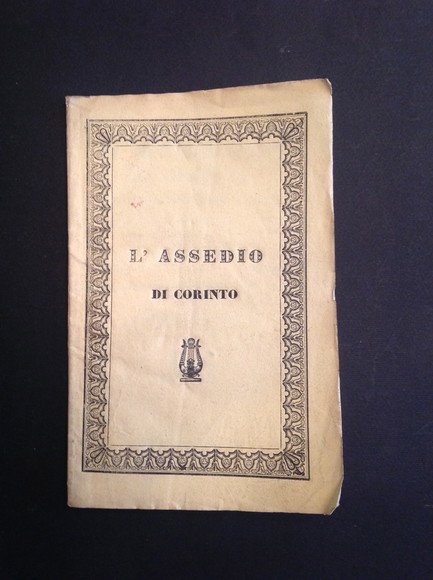 L' ASSEDIO
DI CORINTO